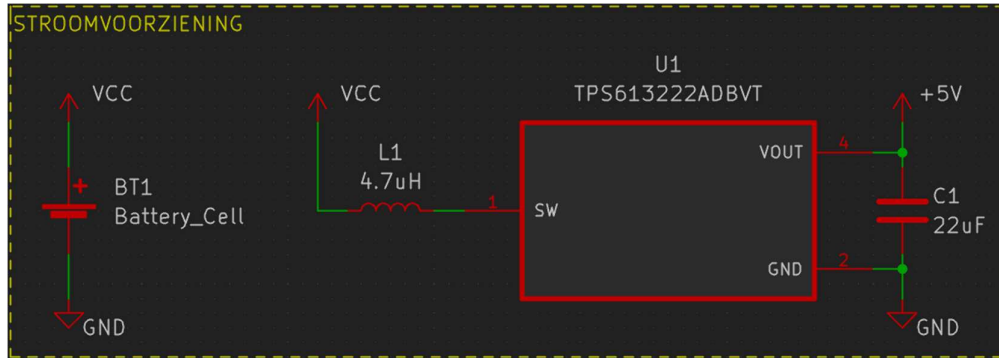 STROOMVOORZIENING
VCC
+
BT1
Battery_Cell
GND
VCC
L1
4.7uH
1
U1
TPS613222ADBVT
SW
VOUT
GND
4
2
+5V
C1
22uF
GND